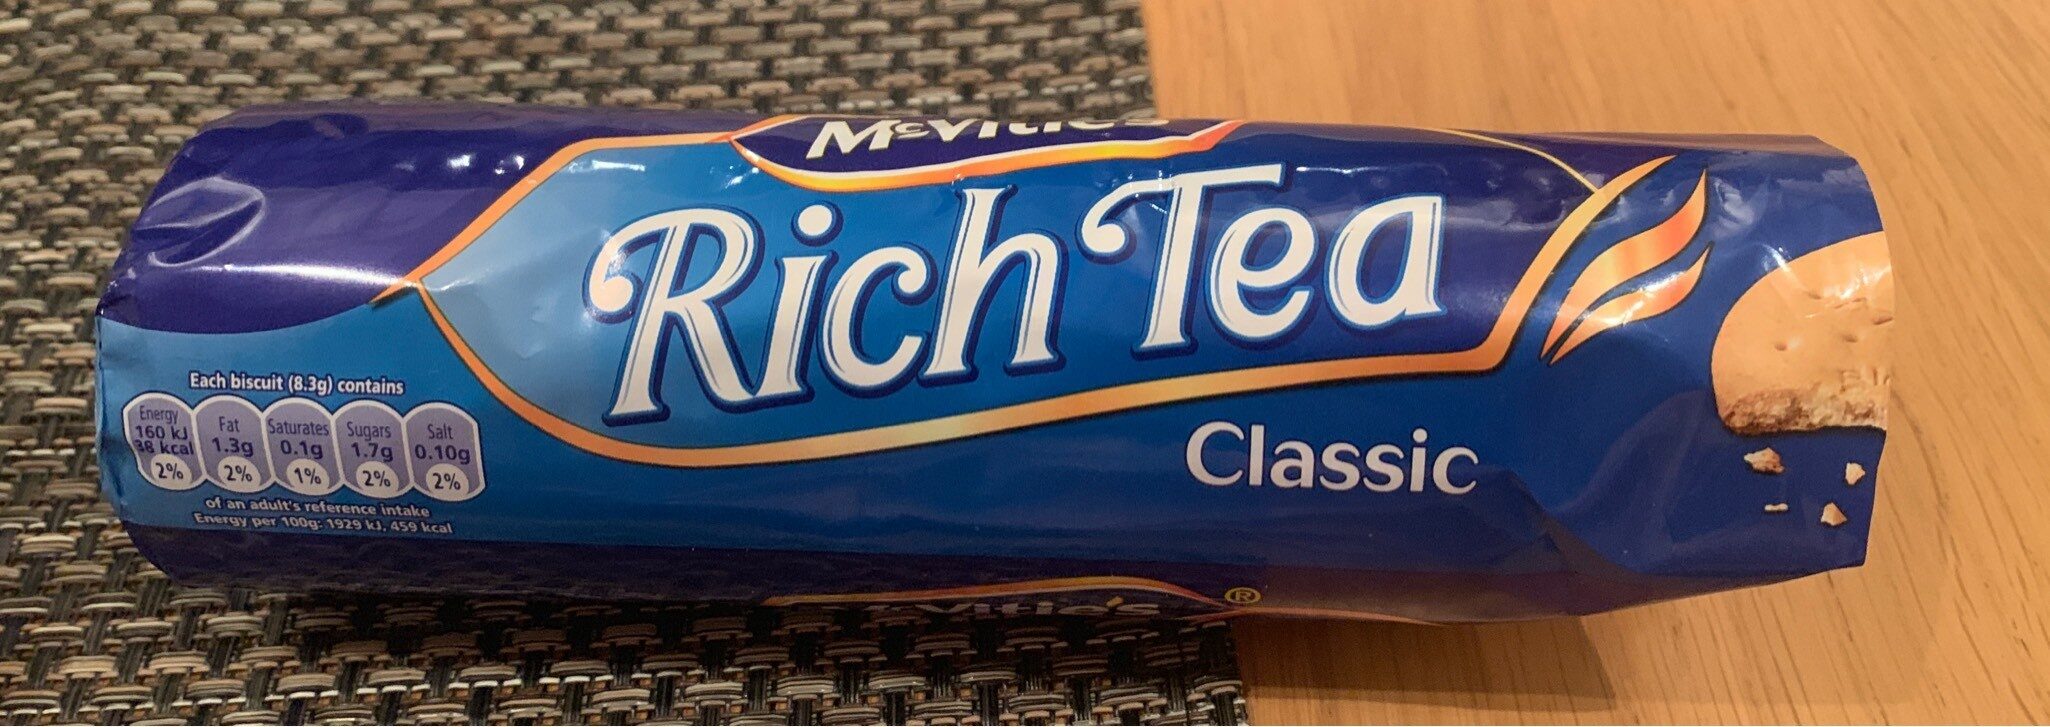 McVitie's
Rich Tea
Classic
Each biscuit (8.3g) contains
Energy
160 kJ
38 kcal
2%
Fat
1.3g
2%
Saturates
0.1g
1%
Sugars
1.7g
2%
Salt
0.10g
2%
of an adult's reference intake
Energy per 100g: 1929 kJ, 459 kcal
McVitie's ®